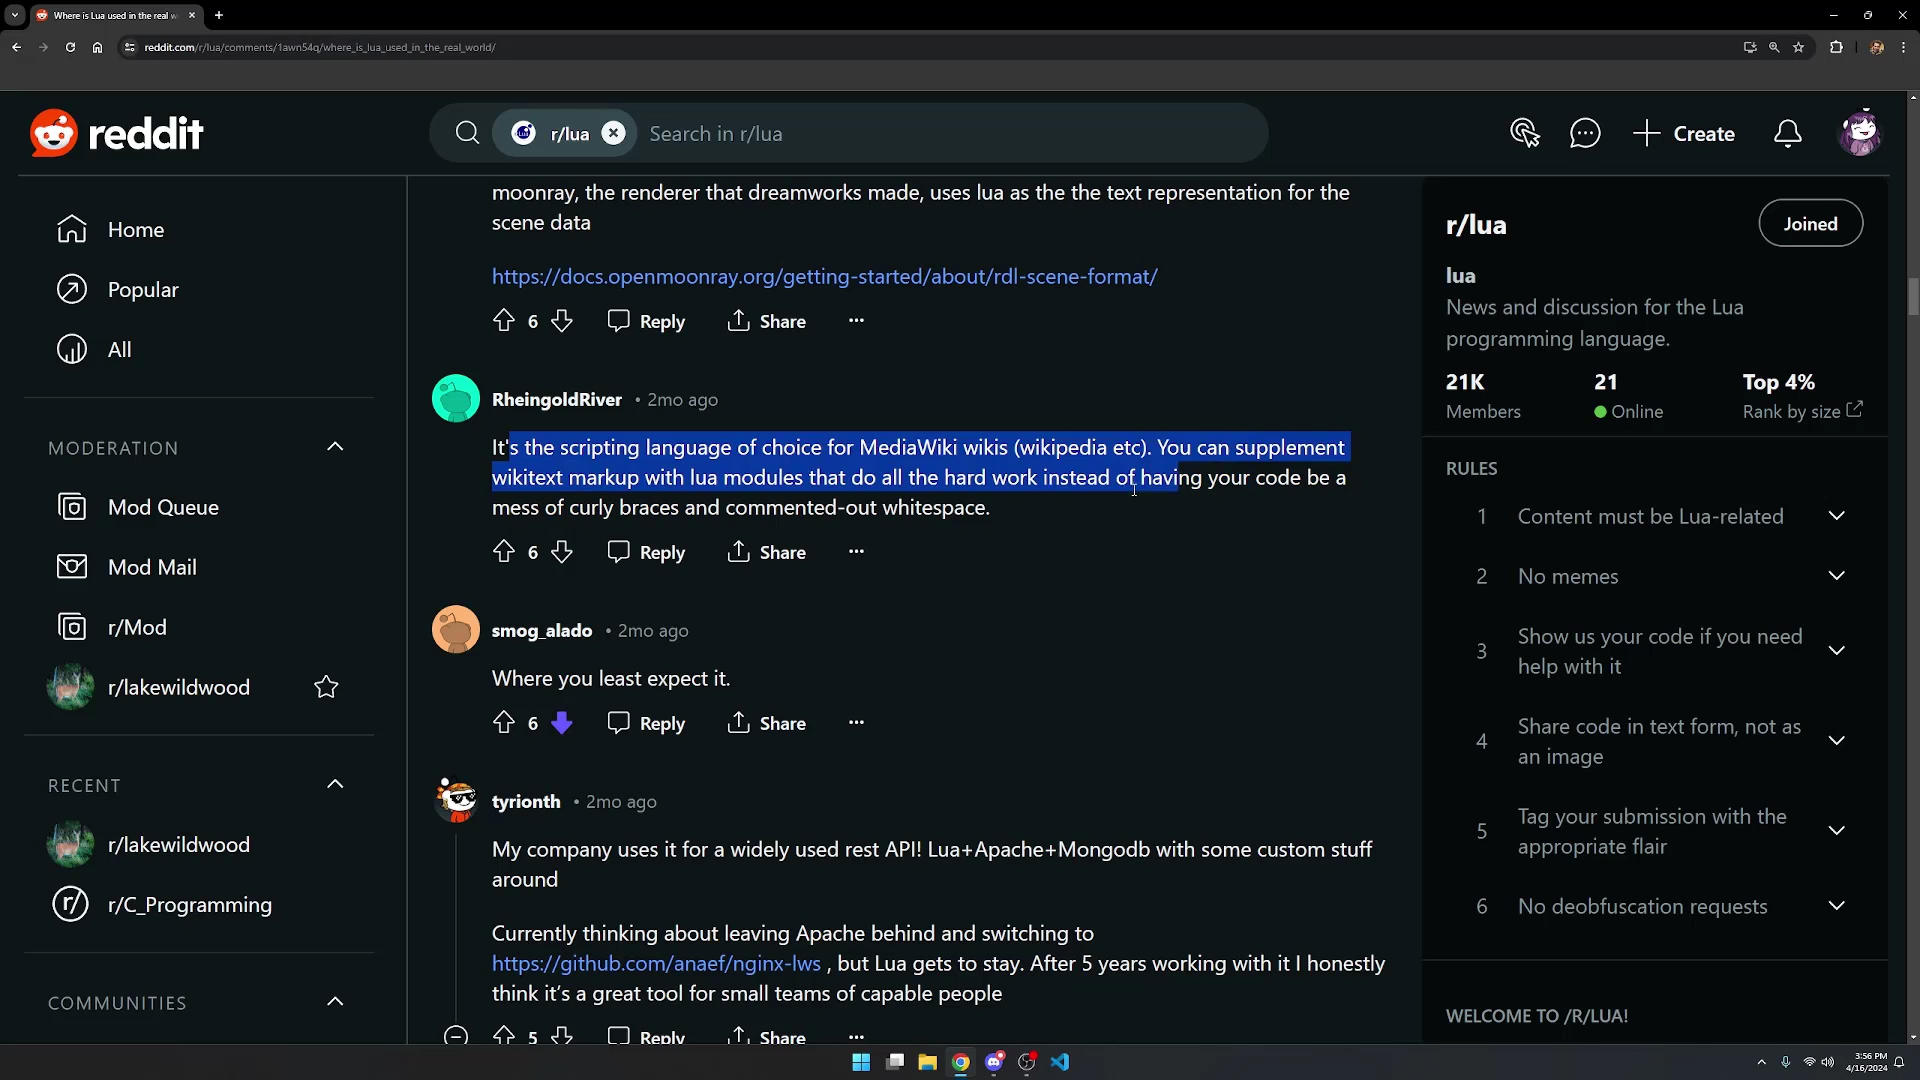 Where is Lua used in the real w
reddit.com/r/lua/comments/1awn54q/where_is_lua_used_in_the_real_world/
reddit
r/lua
Search in r/lua
Create
Home
Popular
All
MODERATION
Mod Queue
Mod Mail
r/Mod
r/lakewildwood
RECENT
r/lakewildwood
r/C_Programming
COMMUNITIES
moonray, the renderer that dreamworks made, uses lua as the the text representation for the
scene data
https://docs.openmoonray.org/getting-started/about/rdl-scene-format/
6
Reply
Share
RheingoldRiver • 2mo ago
It's the scripting language of choice for MediaWiki wikis (wikipedia etc). You can supplement
wikitext markup with lua modules that do all the hard work instead of having your code be a
mess of curly braces and commented-out whitespace.
6
Reply
Share
smog_alado • 2mo ago
Where you least expect it.
6
Reply
Share
tyrionth • 2mo ago
My company uses it for a widely used rest API! Lua+Apache+Mongodb with some custom stuff
around
Currently thinking about leaving Apache behind and switching to
https://github.com/anaef/nginx-lws , but Lua gets to stay. After 5 years working with it I honestly
think it’s a great tool for small teams of capable people
5
Reply
Share
r/lua
Joined
lua
News and discussion for the Lua
programming language.
21K
Members
21
Online
Top 4%
Rank by size
RULES
1 Content must be Lua-related
2 No memes
3 Show us your code if you need
help with it
4 Share code in text form, not as
an image
5 Tag your submission with the
appropriate flair
6 No deobfuscation requests
WELCOME TO /R/LUA!
3:56 PM
4/16/2024